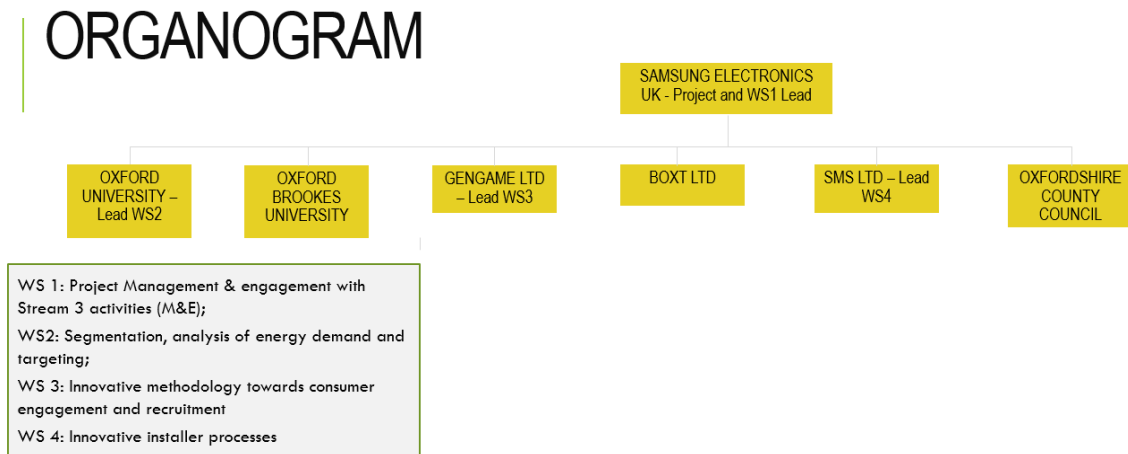 ORGANOGRAM
SAMSUNG ELECTRONICS
UK - Project and WS1 Lead
OXFORD
UNIVERSITY –
Lead WS2
OXFORD
BROOKES
UNIVERSITY
GENGAME LTD
– Lead WS3
BOXT LTD
SMS LTD – Lead
WS4
OXFORDSHIRE
COUNTY
COUNCIL
WS 1: Project Management & engagement with
Stream 3 activities (M&E);
WS2: Segmentation, analysis of energy demand and
targeting;
WS 3: Innovative methodology towards consumer
engagement and recruitment
WS 4: Innovative installer processes